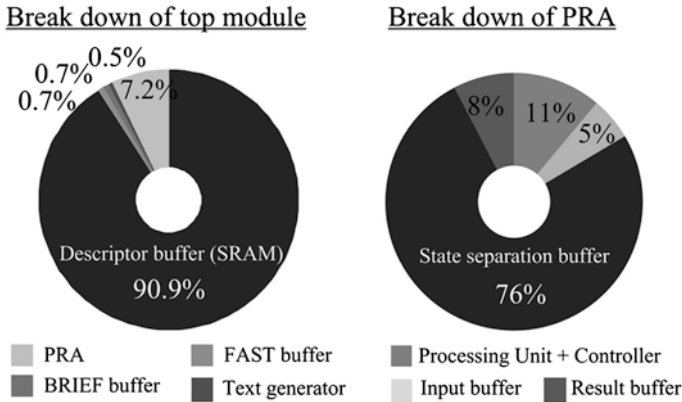 Break down of top module
Break down of PRA
0.5%
0.7%
7.2%
0.7%
Descriptor buffer (SRAM)
90.9%
8%
11%
5%
State separation buffer
76%
PRA
FAST buffer
BRIEF buffer
Text generator
Processing Unit + Controller
Input buffer
Result buffer